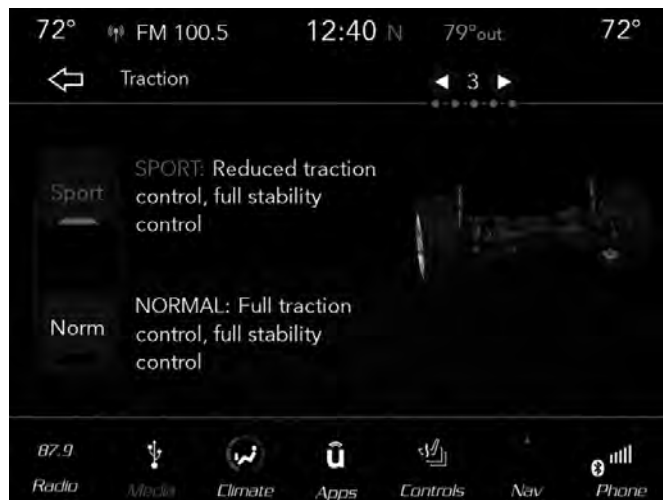 72° FM 100.5 12:40 N 79°out 72°
Traction ◀ 3 ▶
SPORT: Reduced traction
Sport control, full stability
control
NORMAL: Full traction
Norm control, full stability
control
87.9 û
Radio Media Climate Apps Controls Nav Phone